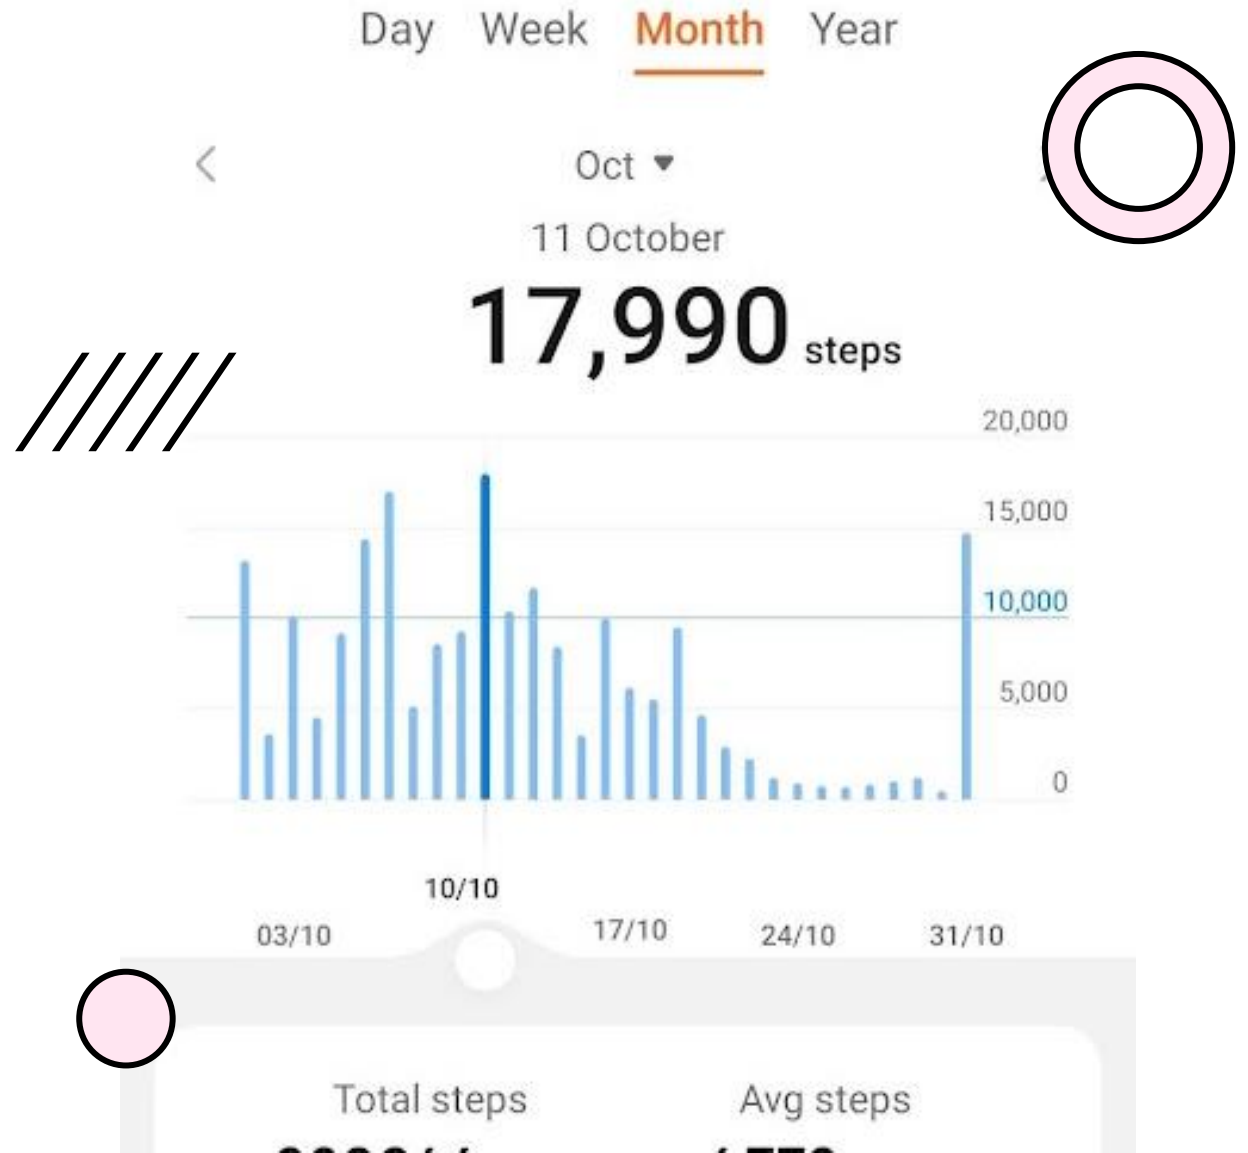 Day Week Month Year
Oct
11 October
17,990 steps
20,000
15,000
10,000
5,000
0
10/10
03/10 17/10 24/10 31/10
Total steps Avg steps